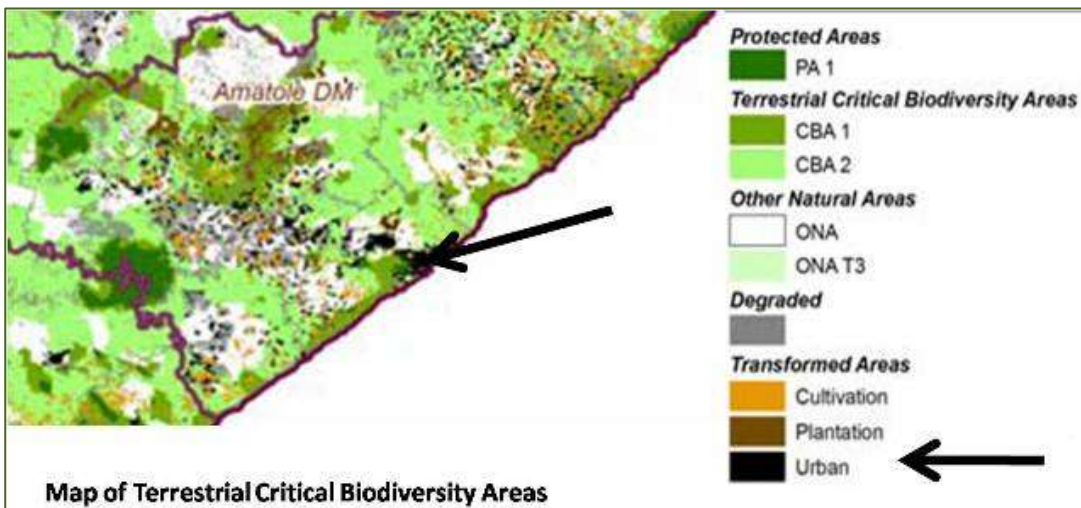 Amatole DM
Protected Areas
PA 1
Terrestrial Critical Biodiversity Areas
CBA 1
CBA 2
Other Natural Areas
ONA
ONA T3
Degraded
Transformed Areas
Cultivation
Plantation
Urban
Map of Terrestrial Critical Biodiversity Areas